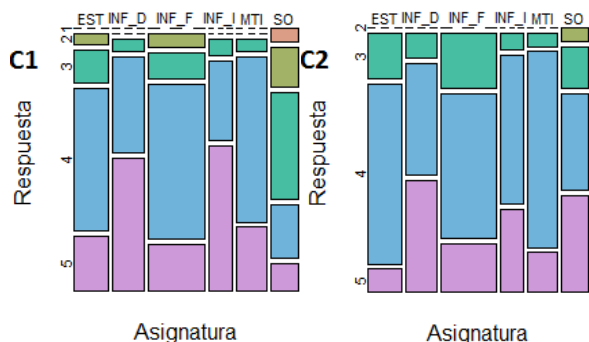 EST INF_D INF_F INF_I MTI SO
C1
1
2
3
4
5
Respuesta
Asignatura
EST INF_D INF_F INF_I MTI SO
C2
2
3
4
5
Respuesta
Asignatura